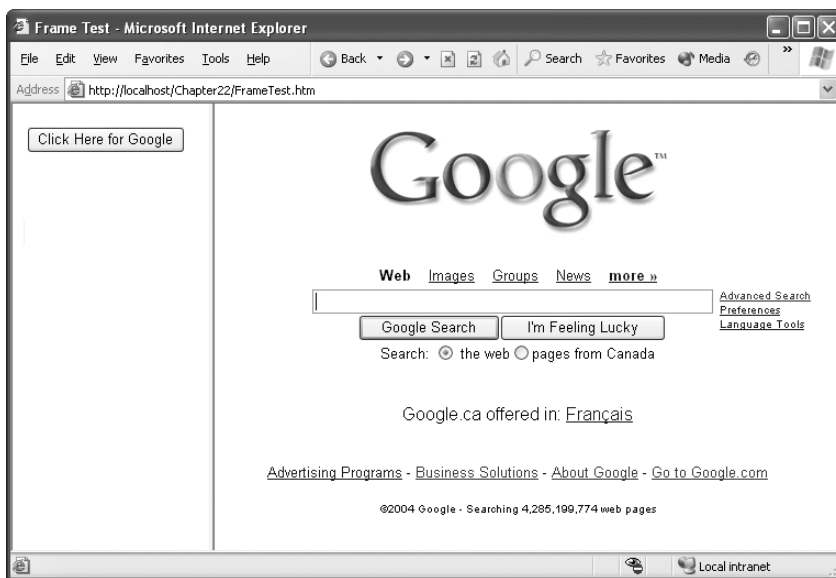 Frame Test - Microsoft Internet Explorer
File Edit View Favorites Tools Help Back Search Favorites Media »
Address http://localhost/Chapter22/FrameTest.htm
Click Here for Google
Google™
Web Images Groups News more »
Advanced Search
Preferences
Language Tools
Google Search I'm Feeling Lucky
Search: the web pages from Canada
Google.ca offered in: Français
Advertising Programs - Business Solutions - About Google - Go to Google.com
©2004 Google - Searching 4,285,199,774 web pages
Local intranet